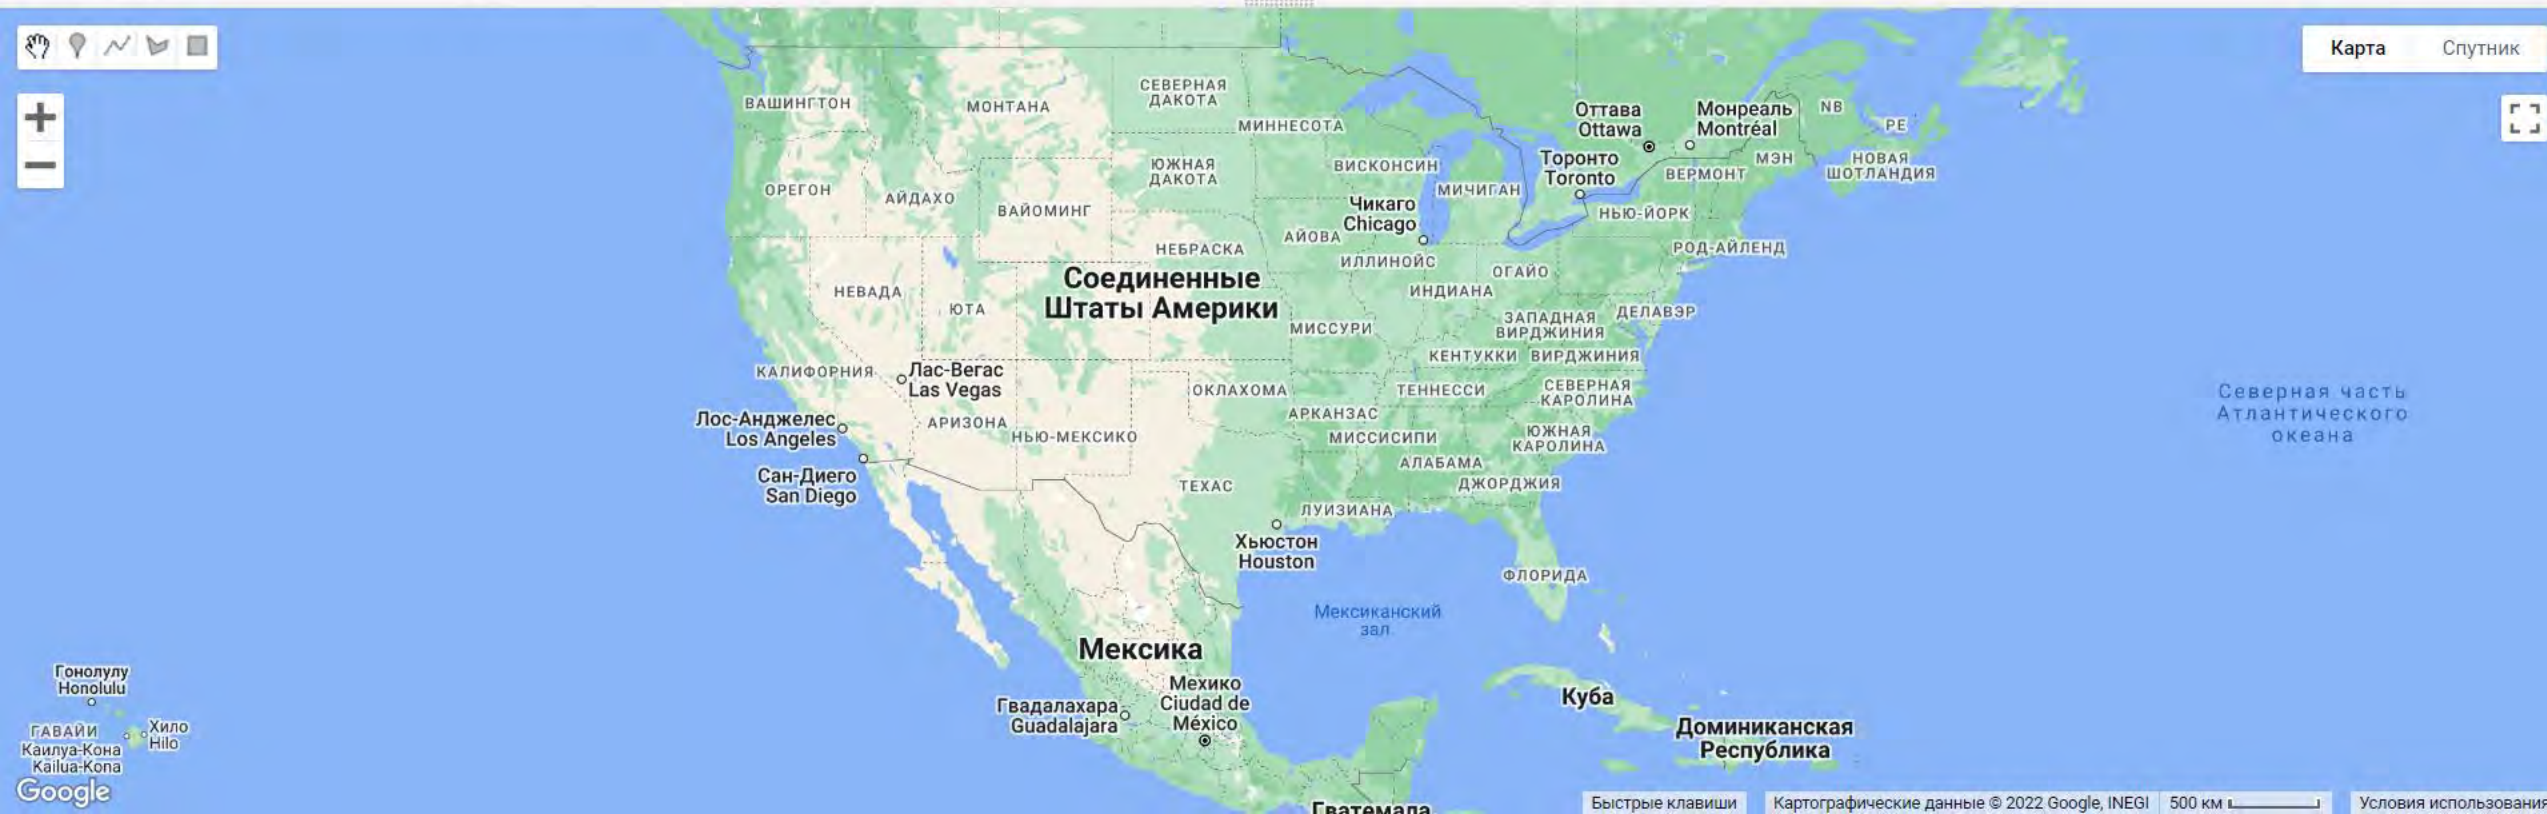 Карта
Спутник
ВАШИНГТОН
МОНТАНА
СЕВЕРНАЯ
ДАКОТА
МИННЕСОТА
Оттава
Ottawa
Монреаль
Montréal
NB
PE
ОРЕГОН
АЙДАХО
ВАЙОМИНГ
ЮЖНАЯ
ДАКОТА
ВИСКОНСИН
МИЧИГАН
Торонто
Toronto
ВЕРМОНТ
МЭН
НОВАЯ
ШОТЛАНДИЯ
Чикаго
Chicago
НЬЮ-ЙОРК
НЕБРАСКА
АЙОВА
ИЛЛИНОЙС
РОД-АЙЛЕНД
НЕВАДА
ЮТА
Соединенные
Штаты Америки
ИНДИАНА
ОГАЙО
МИССУРИ
ЗАПАДНАЯ
ВИРДЖИНИЯ
ДЕЛАВЭР
КАЛИФОРНИЯ
Лас-Вегас
Las Vegas
КЕНТУККИ
ВИРДЖИНИЯ
ОКЛАХОМА
ТЕННЕССИ
СЕВЕРНАЯ
КАРОЛИНА
Северная часть
Атлантического
океана
Лос-Анджелес
Los Angeles
АРИЗОНА
НЬЮ-МЕКСИКО
АРКАНЗАС
МИССИСИПИ
ЮЖНАЯ
КАРОЛИНА
Сан-Диего
San Diego
ТЕХАС
АЛАБАМА
ДЖОРДЖИЯ
ЛУИЗИАНА
Хьюстон
Houston
ФЛОРИДА
Мексиканский
зал.
Мексика
Гонолулу
Honolulu
Гвадалахара
Guadalajara
Мехико
Ciudad de
México
Куба
Доминиканская
Республика
ГАВАЙИ
Хило
Hilo
Каилуа-Кона
Kailua-Kona
Google
Гватемала
Быстрые клавиши
Картографические данные © 2022 Google, INEGI
500 км
Условия использования